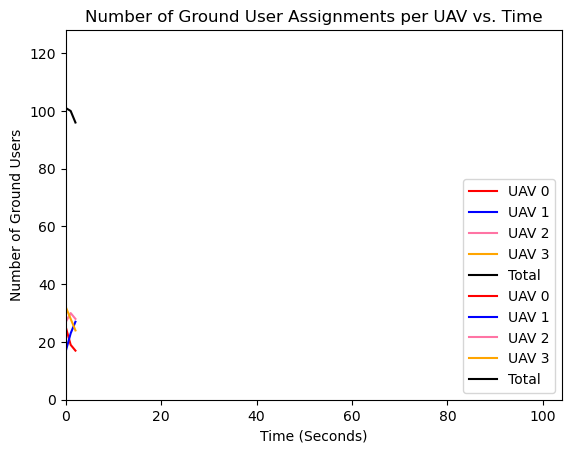 Number of Ground User Assignments per UAV vs. Time
120
100
80
60
40
20
0
Number of Ground Users
UAV 0
UAV 1
UAV 2
UAV 3
Total
UAV 0
UAV 1
UAV 2
UAV 3
Total
0
20
40
60
80
100
Time (Seconds)